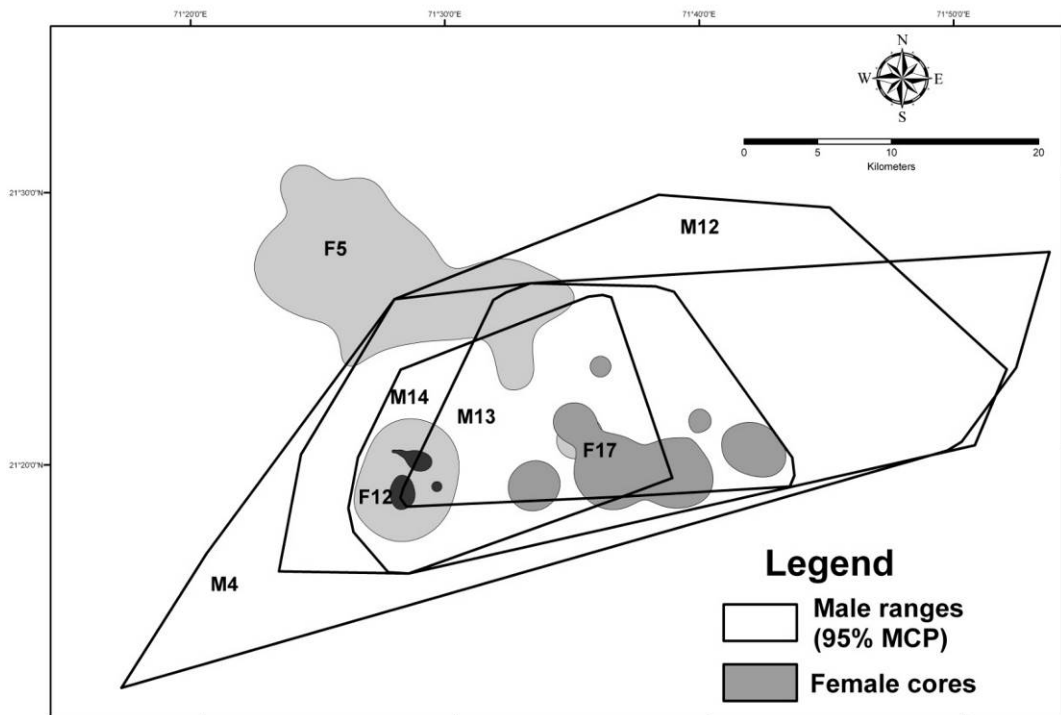 71°20'0"E 71°30'0"E 71°40'0"E 71°50'0"E
N
W E
S
0 5 10 20
Kilometers
21°30'0"N
M12
F5
M14
M13
21°20'0"N
F17
F12
M4
Legend
Male ranges
(95% MCP)
Female cores